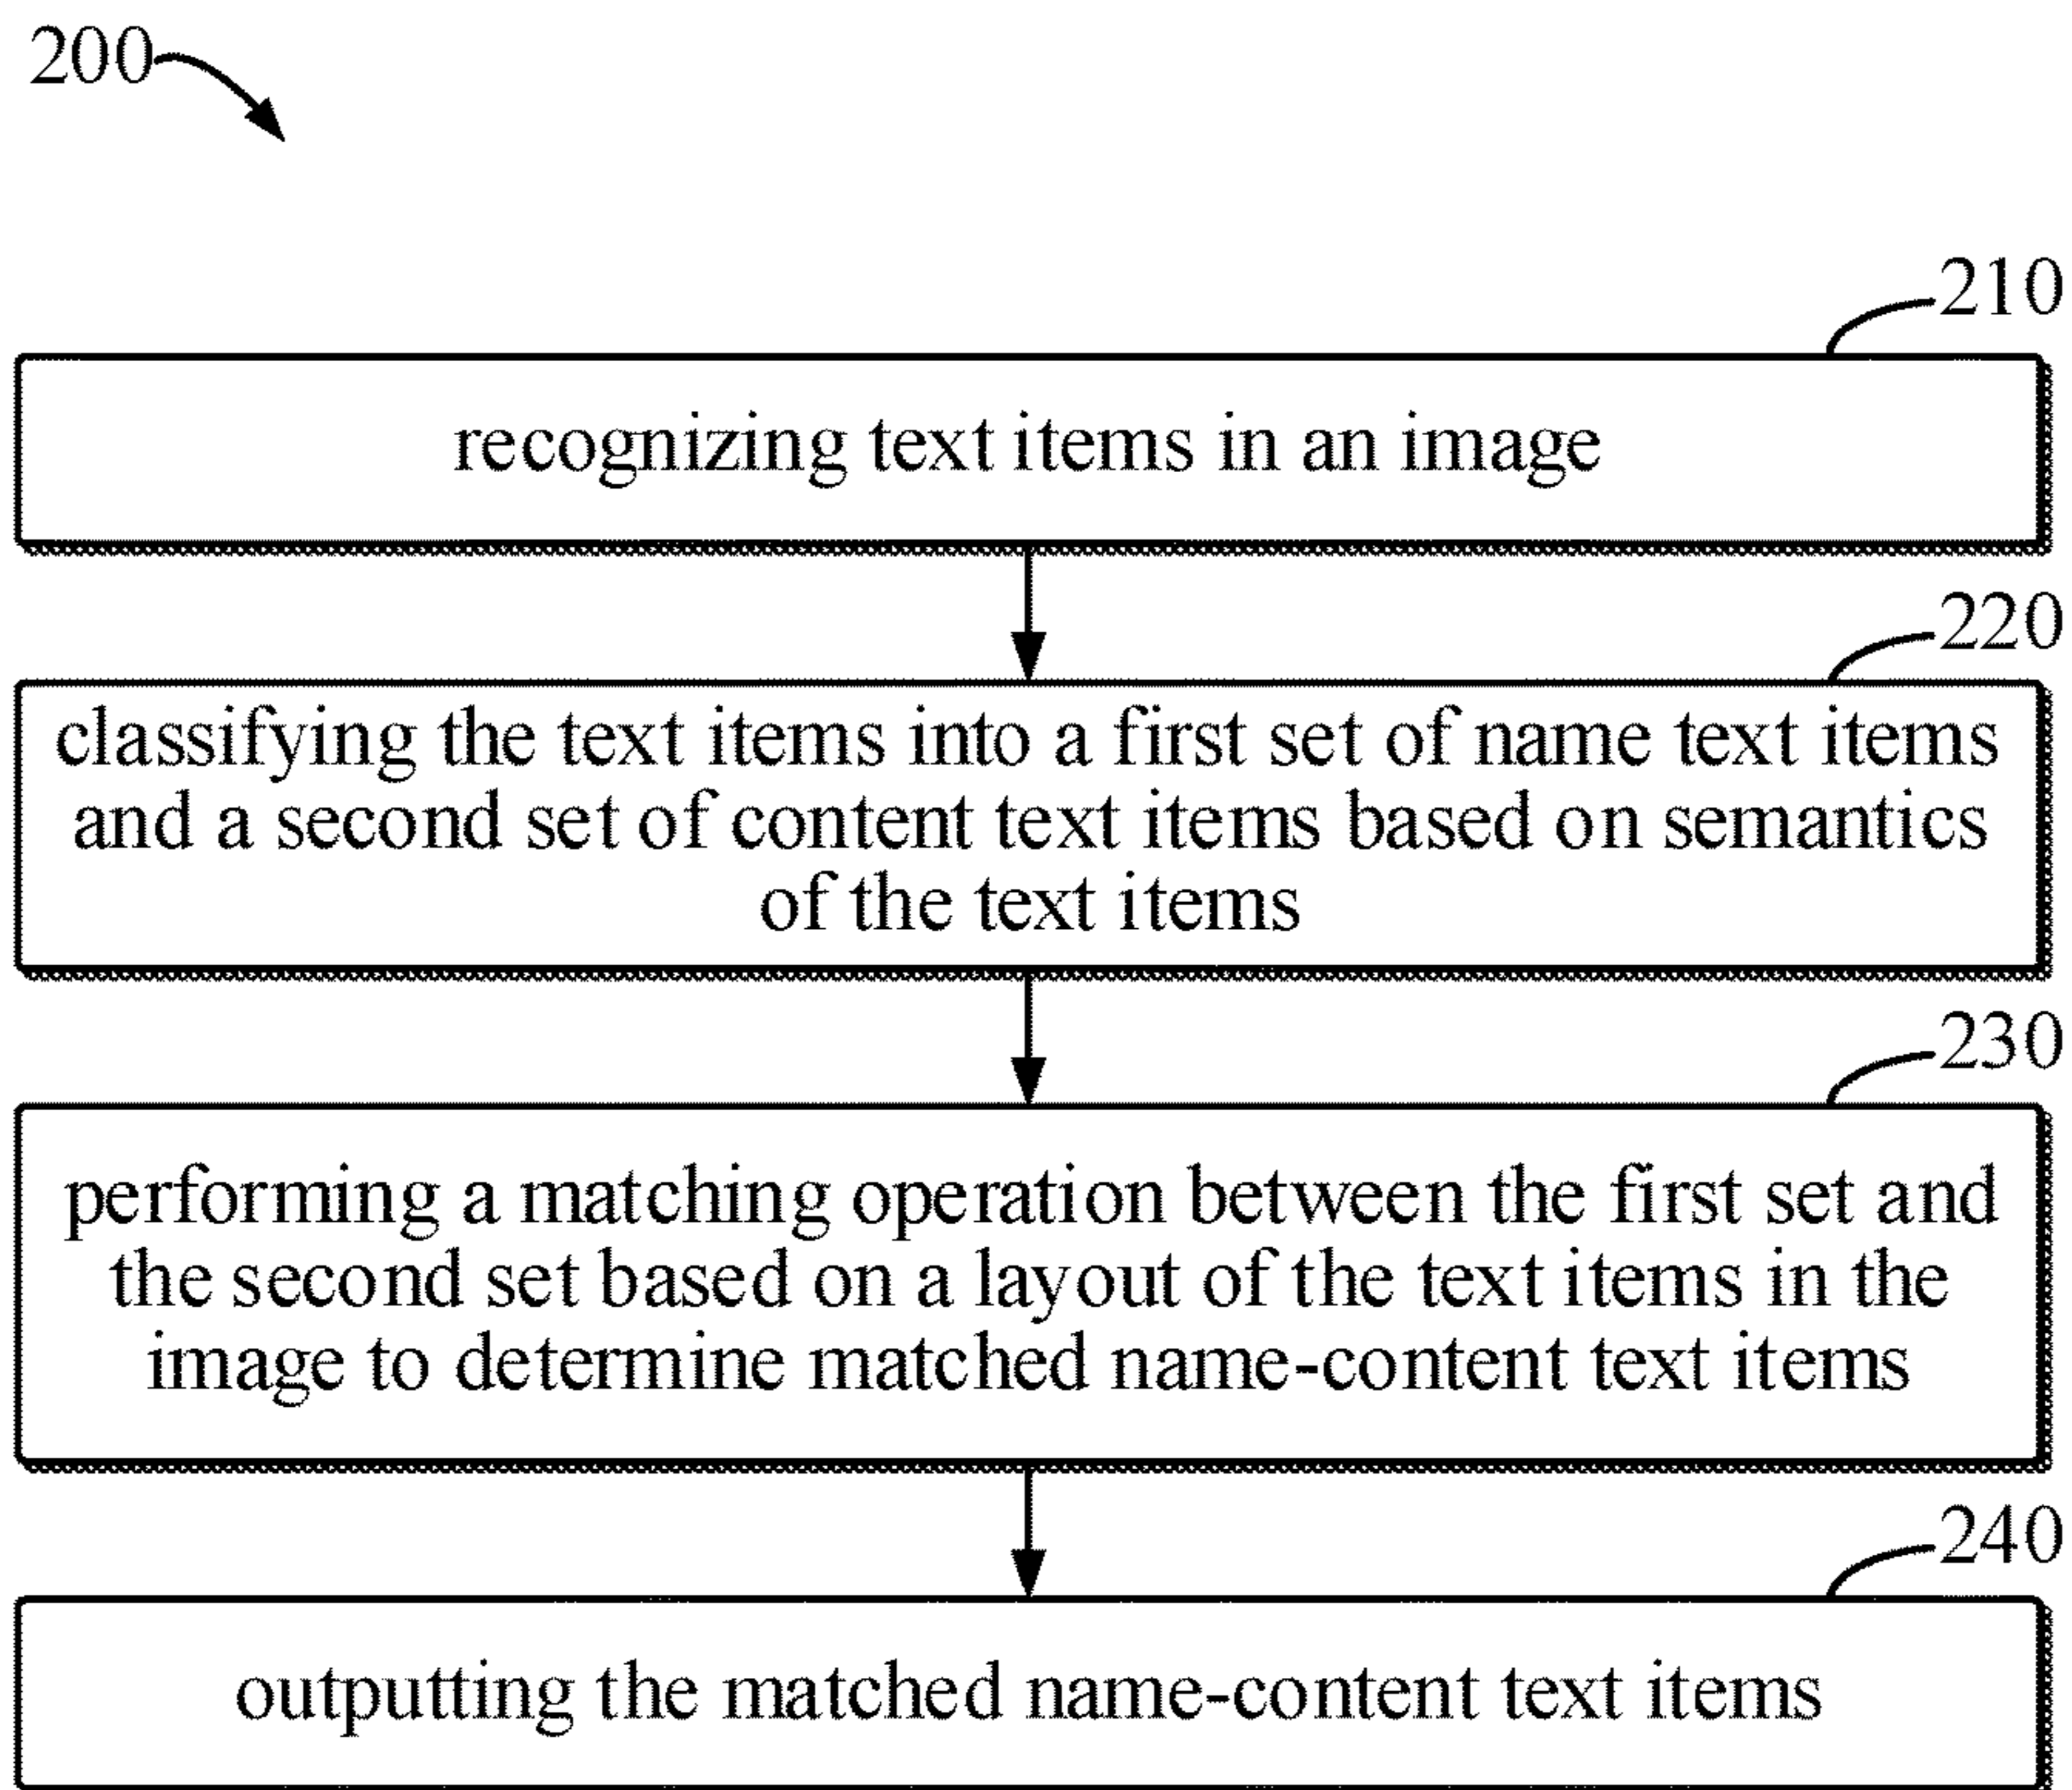 200
210
recognizing text items in an image
220
classifying the text items into a first set of name text items
and a second set of content text items based on semantics
of the text items
230
performing a matching operation between the first set and
the second set based on a layout of the text items in the
image to determine matched name-content text items
240
outputting the matched name-content text items